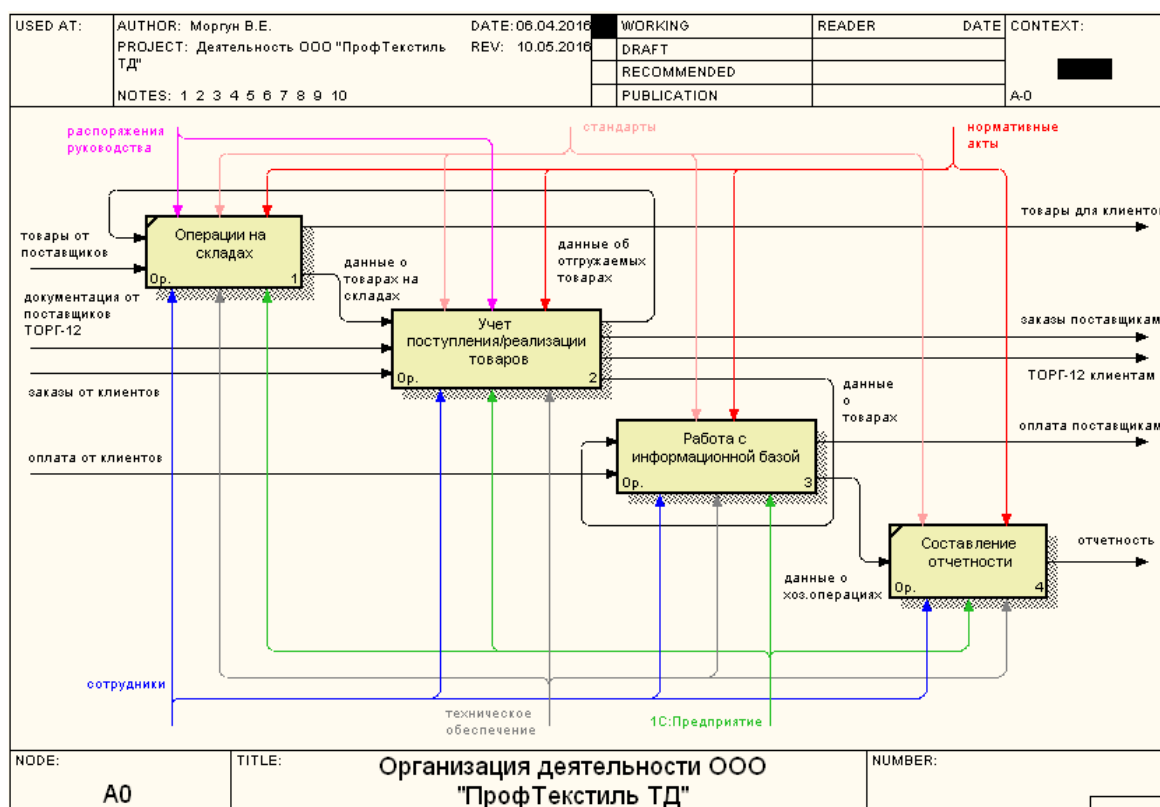 USED AT:
AUTHOR: Моргун В.Е.
DATE: 06.04.2016
PROJECT: Деятельность ООО "ПрофТекстиль
ТД"
REV: 10.05.2016
NOTES: 1 2 3 4 5 6 7 8 9 10
WORKING
DRAFT
RECOMMENDED
PUBLICATION
READER
DATE
CONTEXT:
A-0
распоряжения
руководства
стандарты
нормативные
акты
товары от
поставщиков
Операции на
складах
0р.
1
товары для клиентов
данные о
товарах на
складах
данные об
отгружаемых
товарах
документация от
поставщиков
ТОРГ-12
Учет
поступления/реализации
товаров
0р.
2
заказы поставщикам
ТОРГ-12 клиентам
заказы от клиентов
данные
о
товарах
оплата поставщикам
оплата от клиентов
Работа с
информационной базой
0р.
3
Составление
отчетности
0р.
4
отчетность
данные о
хоз.операциях
сотрудники
техническое
обеспечение
1С:Предприятие
NODE:
A0
TITLE:
Организация деятельности ООО
"ПрофТекстиль ТД"
NUMBER: